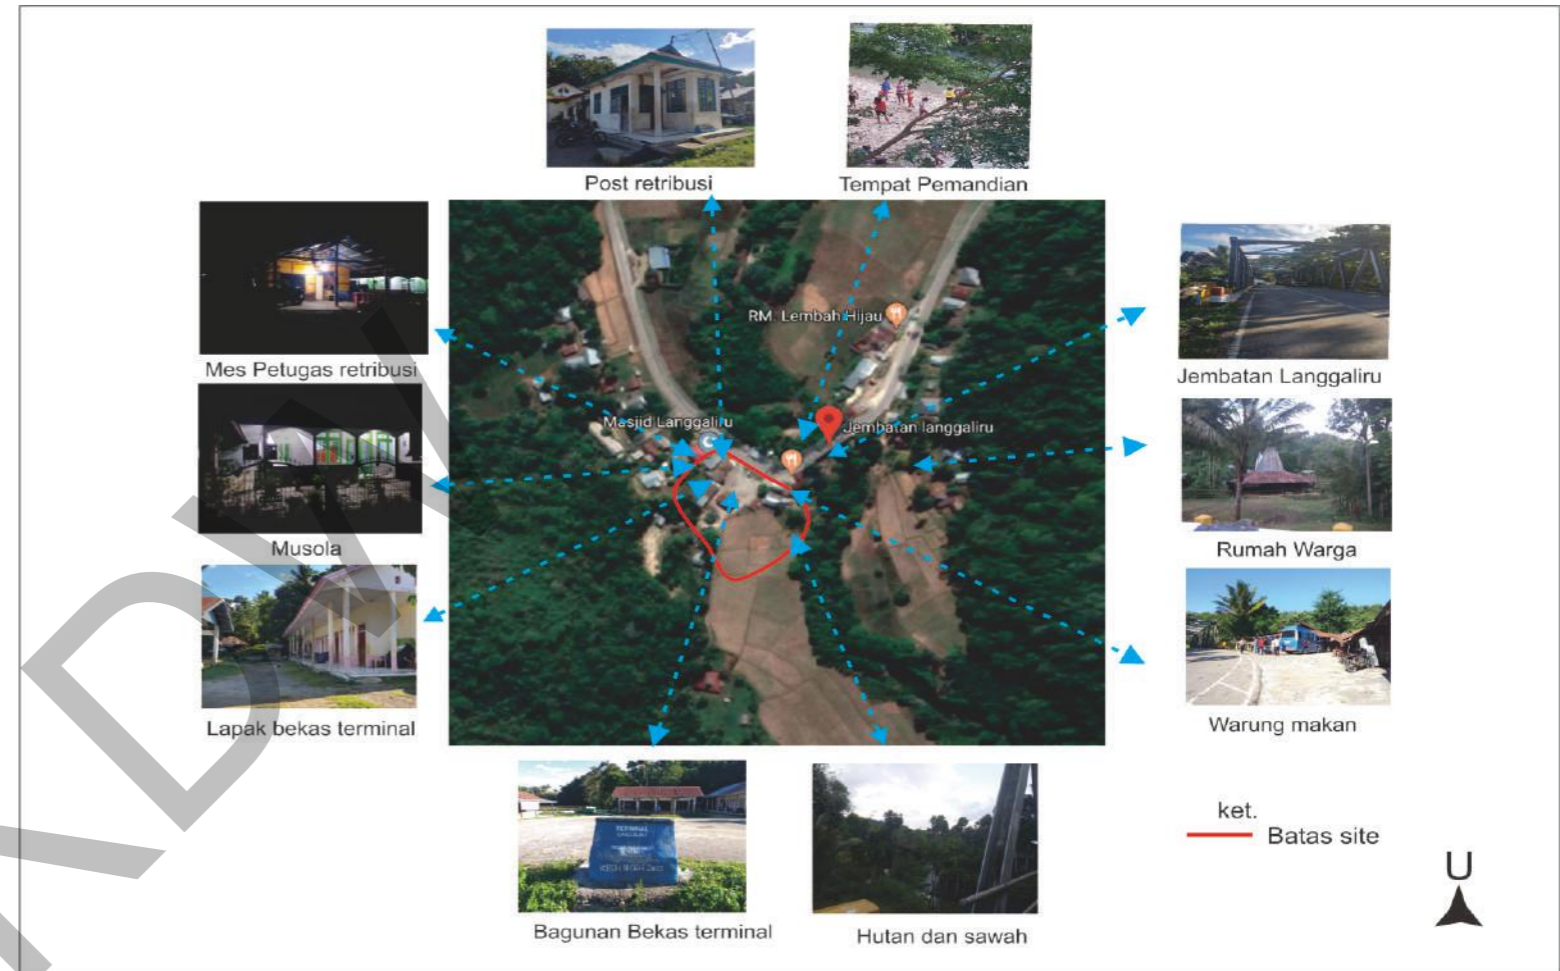 Post retribusi
Tempat Pemandian
Mes Petugas retribusi
RM. Lembah Hijau
Jembatan Langgaliru
Masjid Langgaliru
Jembatan langgaliru
Musola
Rumah Warga
Lapak bekas terminal
Warung makan
TERMINAL
Bagunan Bekas terminal
Hutan dan sawah
ket.
Batas site
U